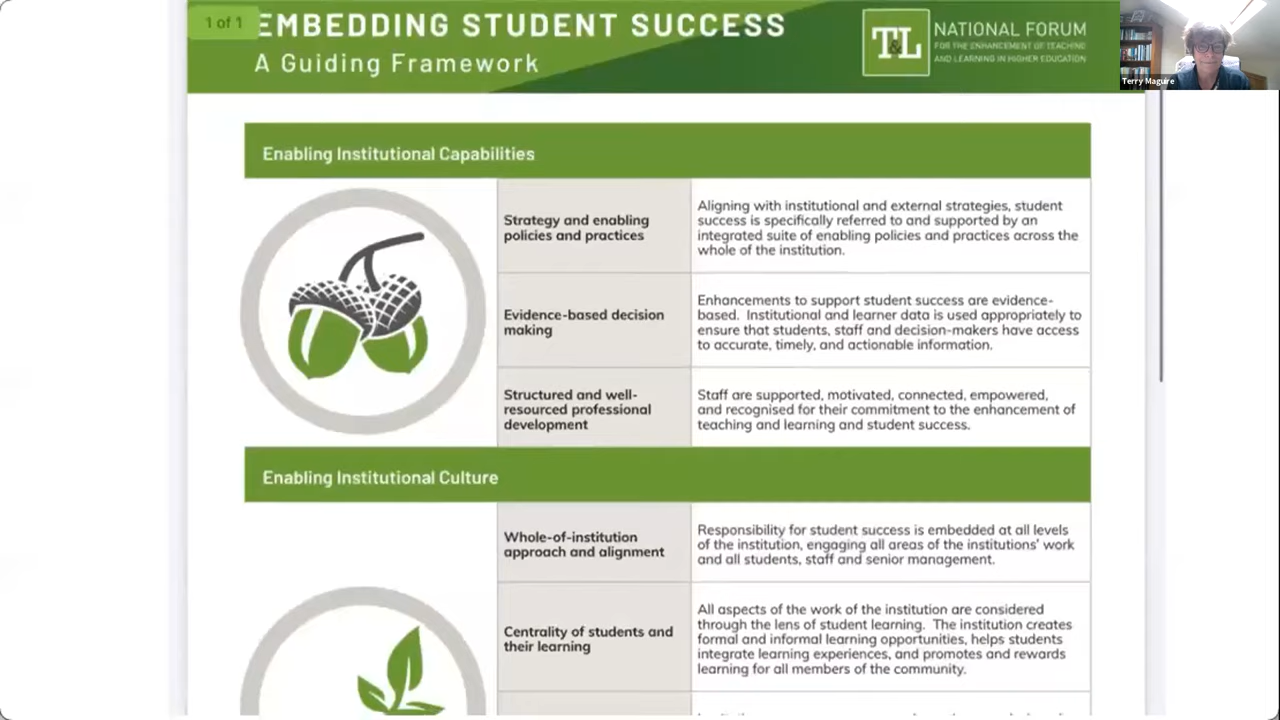 1 of 1
EMBEDDING STUDENT SUCCESS
A Guiding Framework
T&L
NATIONAL FORUM
FOR THE ENHANCEMENT OF TEACHING
AND LEARNING IN HIGHER EDUCATION
Terry Maguire
Enabling Institutional Capabilities
Strategy and enabling
policies and practices
Aligning with institutional and external strategies, student
success is specifically referred to and supported by an
integrated suite of enabling policies and practices across the
whole of the institution.
Evidence-based decision
making
Enhancements to support student success are evidence-
based. Institutional and learner data is used appropriately to
ensure that students, staff and decision-makers have access
to accurate, timely, and actionable information.
Structured and well-
resourced professional
development
Staff are supported, motivated, connected, empowered,
and recognised for their commitment to the enhancement of
teaching and learning and student success.
Enabling Institutional Culture
Whole-of-institution
approach and alignment
Responsibility for student success is embedded at all levels
of the institution, engaging all areas of the institutions' work
and all students, staff and senior management.
Centrality of students and
their learning
All aspects of the work of the institution are considered
through the lens of student learning. The institution creates
formal and informal learning opportunities, helps students
integrate learning experiences, and promotes and rewards
learning for all members of the community.